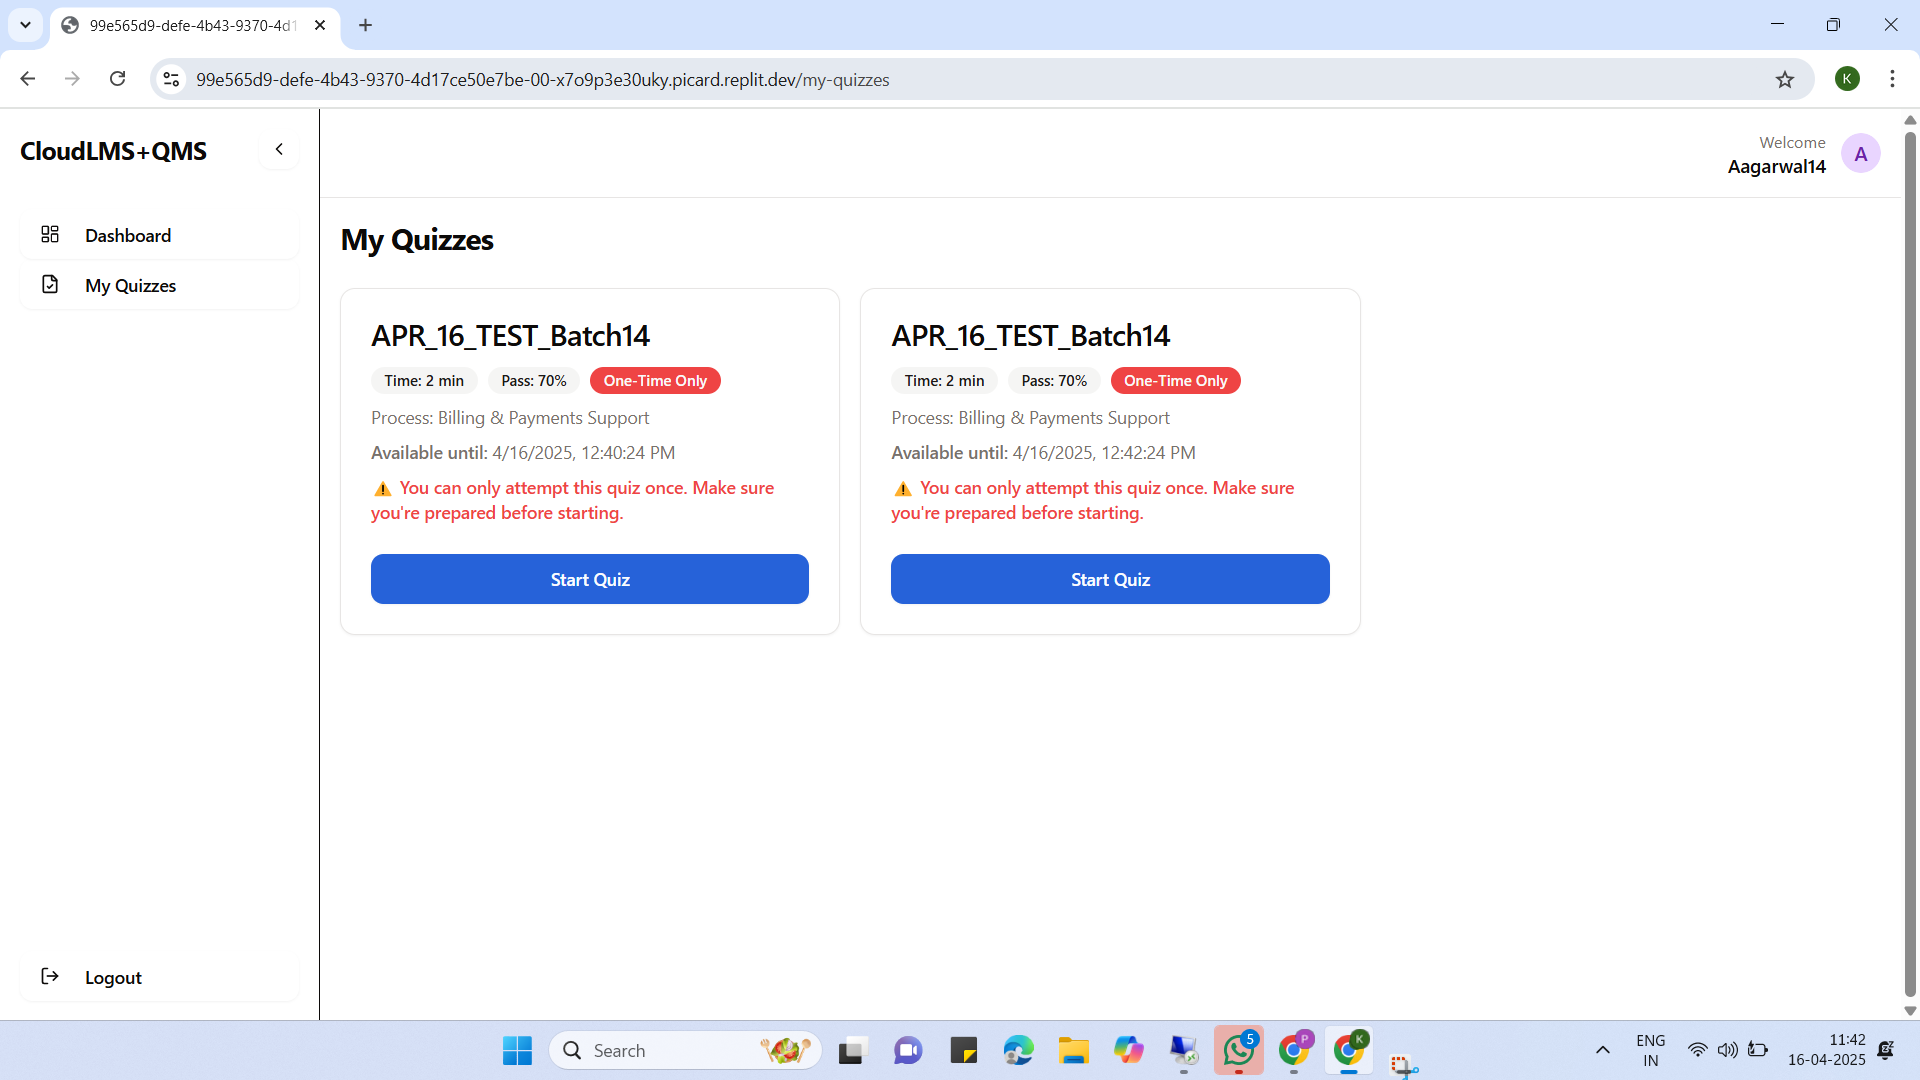 99e565d9-defe-4b43-9370-4d1
99e565d9-defe-4b43-9370-4d17ce50e7be-00-x7o9p3e30uky.picard.replit.dev/my-quizzes
K
CloudLMS+QMS
Welcome
Aagarwal14
A
Dashboard
My Quizzes
Logout
My Quizzes
APR_16_TEST_Batch14
Time: 2 min
Pass: 70%
One-Time Only
Process: Billing & Payments Support
Available until: 4/16/2025, 12:40:24 PM
⚠️ You can only attempt this quiz once. Make sure
you're prepared before starting.
Start Quiz
APR_16_TEST_Batch14
Time: 2 min
Pass: 70%
One-Time Only
Process: Billing & Payments Support
Available until: 4/16/2025, 12:42:24 PM
⚠️ You can only attempt this quiz once. Make sure
you're prepared before starting.
Start Quiz
Search
5
P
K
ENG
IN
11:42
16-04-2025